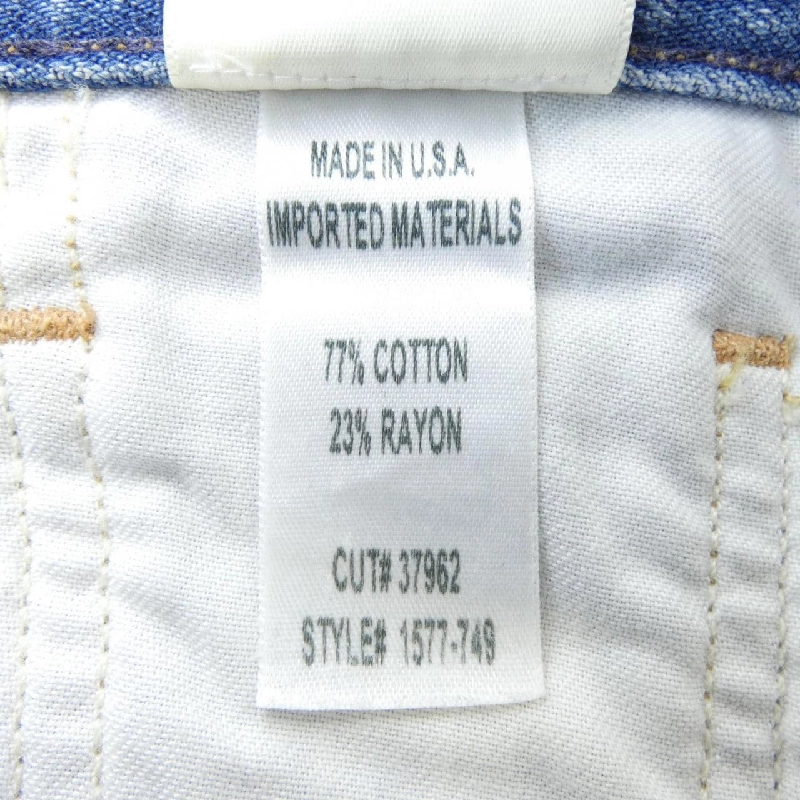 MADE IN U.S.A.
IMPORTED MATERIALS
77% COTTON
23% RAYON
CUT# 37962
STYLE# 1577-749